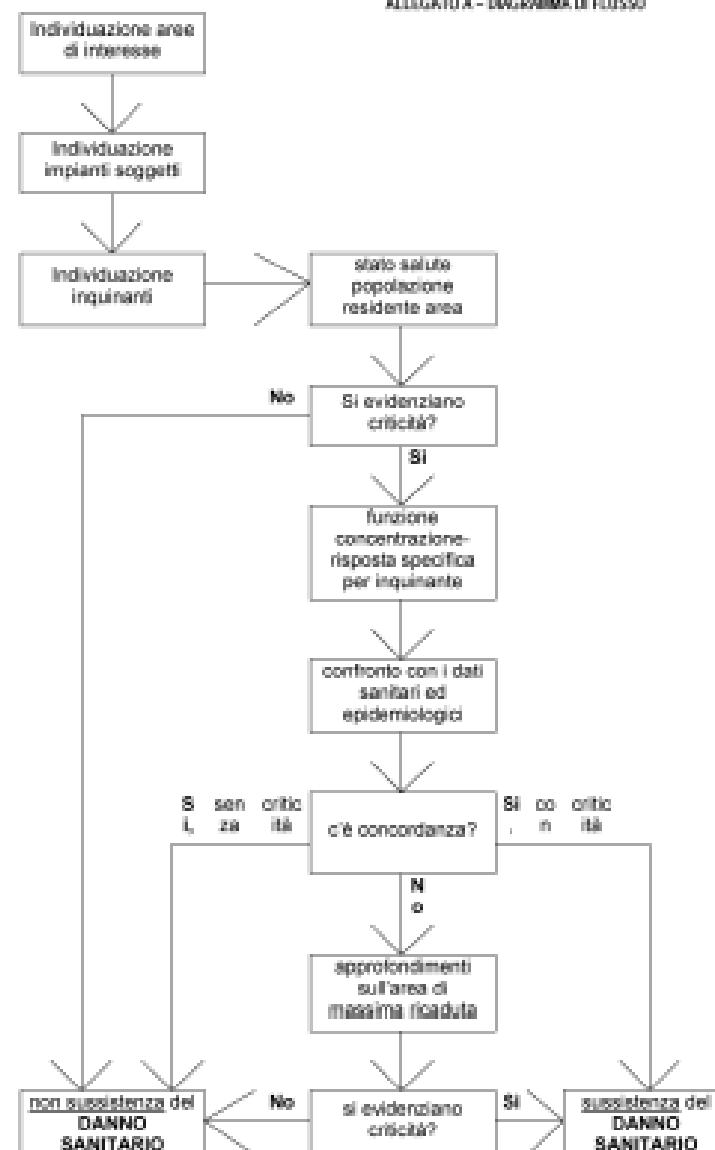 ALLEGATO A – DIAGRAMMA DI FLUSSO
Individuazione aree
di interesse
Individuazione
impianti soggetti
Individuazione
inquinanti
stato salute
popolazione
residente area
No
Si evidenziano
criticità?
Si
funzione
concentrazione-
risposta specifica
per inquinante
confronto con i dati
sanitari ed
epidemiologici
S sen critic
i, za ità
c'è concordanza?
Si co critic
, n ità
N
o
approfondimenti
sull'area di
massima ricaduta
non sussistenza del
DANNO
SANITARIO
No
si evidenziano
criticità?
Si
sussistenza del
DANNO
SANITARIO